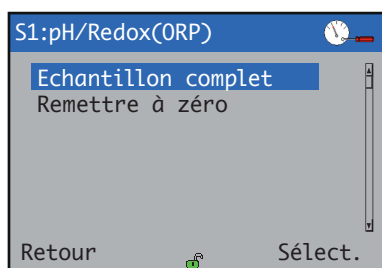 S1:pH/Redox(ORP)
Echantillon complet
Remettre à zéro
Retour Sélect.